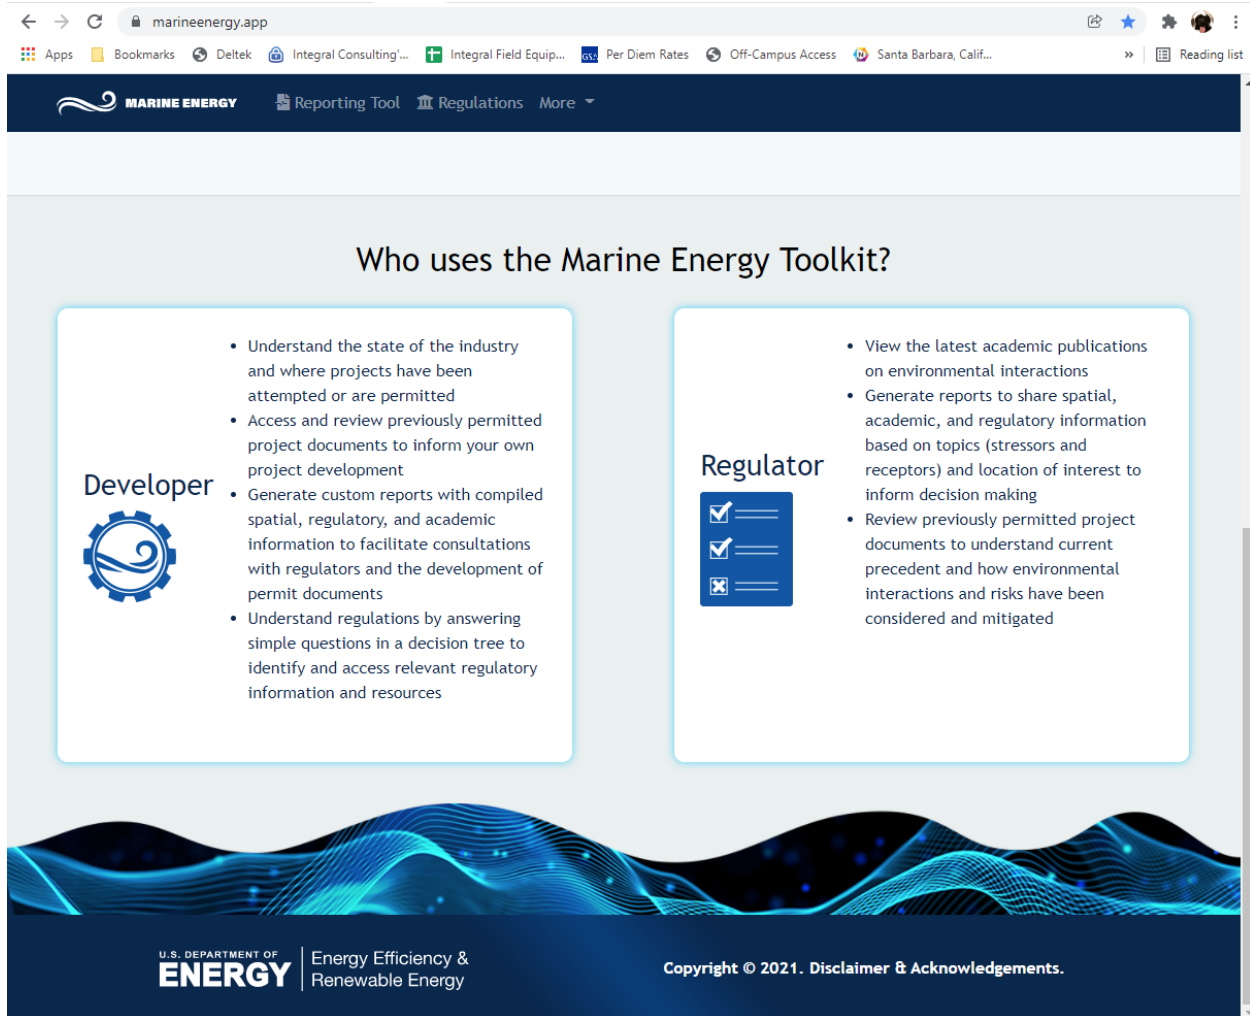 marineenergy.app
Apps Bookmarks Deltek Integral Consulting'... Integral Field Equip... GSA Per Diem Rates Off-Campus Access Santa Barbara, Calif... » Reading list
MARINE ENERGY Reporting Tool Regulations More
Who uses the Marine Energy Toolkit?
Developer
• Understand the state of the industry
and where projects have been
attempted or are permitted
• Access and review previously permitted
project documents to inform your own
project development
• Generate custom reports with compiled
spatial, regulatory, and academic
information to facilitate consultations
with regulators and the development of
permit documents
• Understand regulations by answering
simple questions in a decision tree to
identify and access relevant regulatory
information and resources
Regulator
• View the latest academic publications
on environmental interactions
• Generate reports to share spatial,
academic, and regulatory information
based on topics (stressors and
receptors) and location of interest to
inform decision making
• Review previously permitted project
documents to understand current
precedent and how environmental
interactions and risks have been
considered and mitigated
U.S. DEPARTMENT OF
ENERGY
Energy Efficiency &
Renewable Energy
Copyright © 2021. Disclaimer & Acknowledgements.